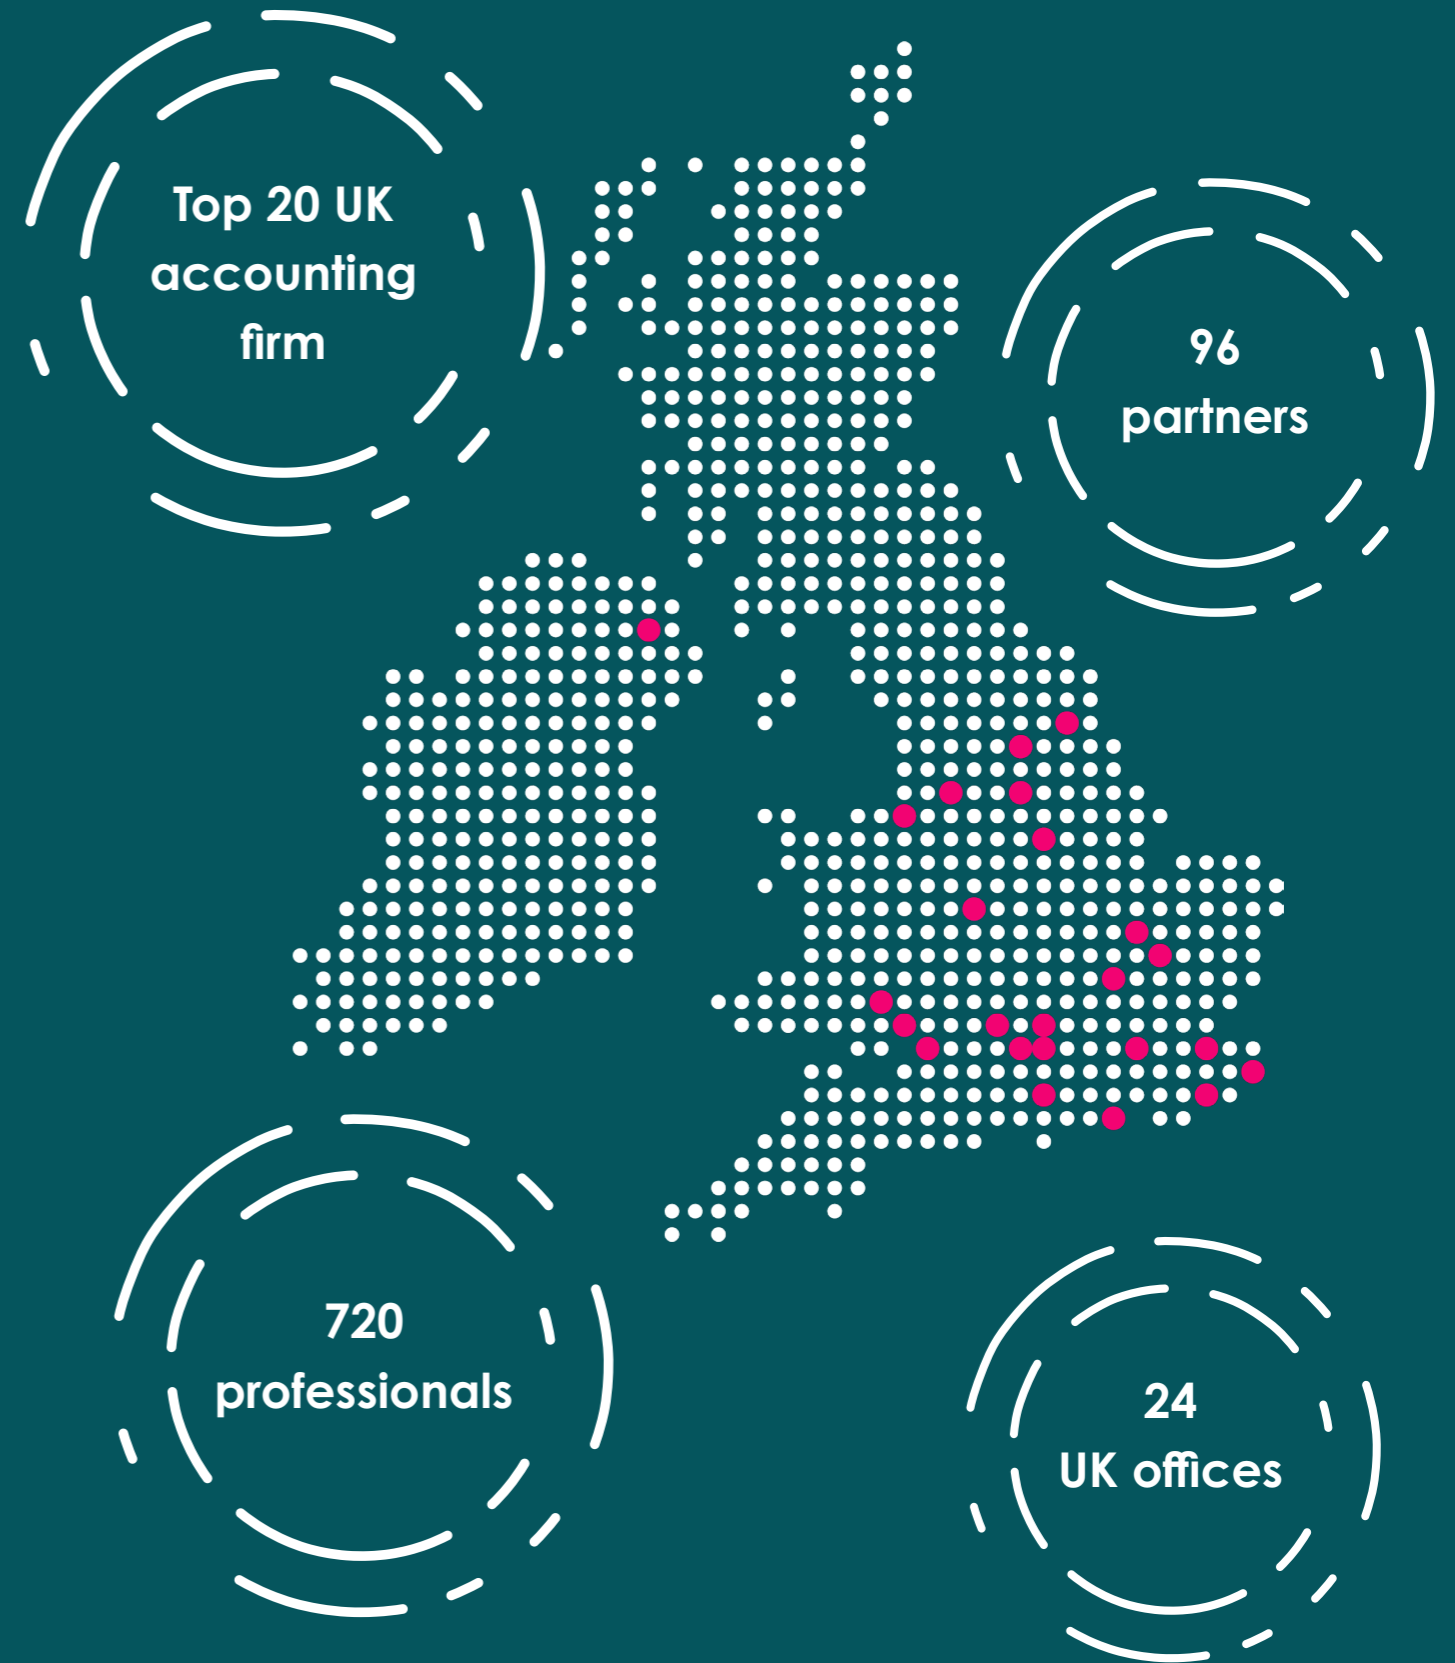 Top 20 UK
accounting
firm
96
partners
720
professionals
24
UK offices